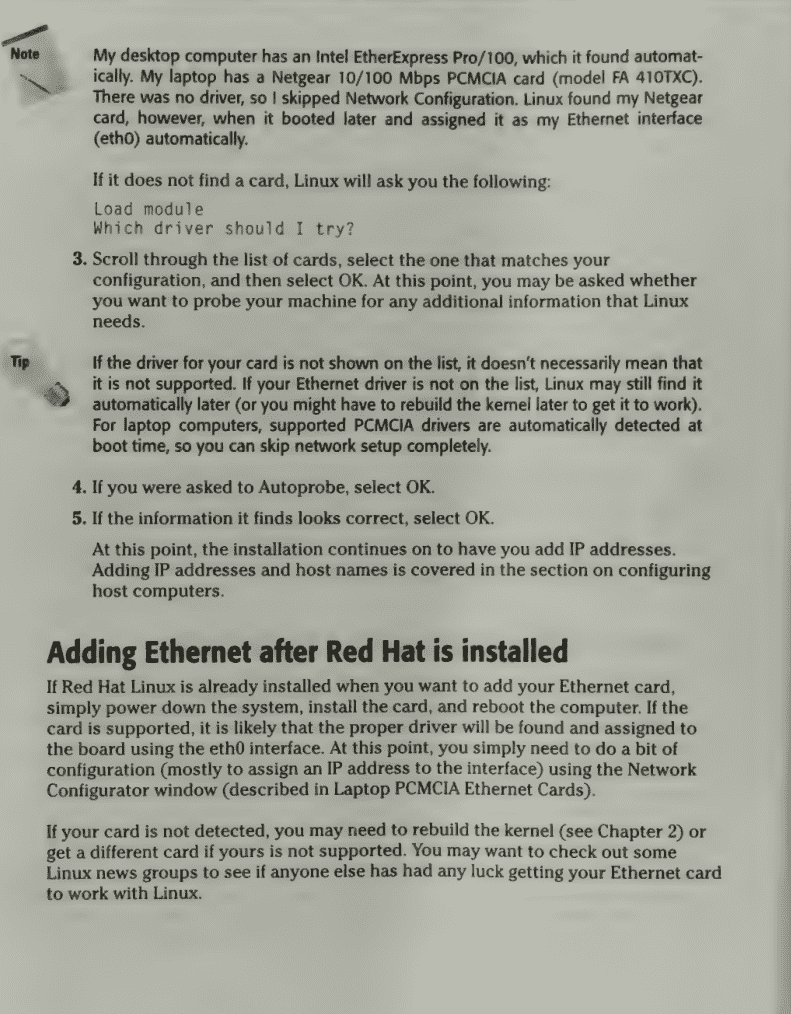 Note
My desktop computer has an Intel EtherExpress Pro/100, which it found automat-
ically. My laptop has a Netgear 10/100 Mbps PCMCIA card (model FA 410TXC).
There was no driver, so I skipped Network Configuration. Linux found my Netgear
card, however, when it booted later and assigned it as my Ethernet interface
(eth0) automatically.
If it does not find a card, Linux will ask you the following:
Load module
Which driver should I try?
3. Scroll through the list of cards, select the one that matches your
configuration, and then select OK. At this point, you may be asked whether
you want to probe your machine for any additional information that Linux
needs.
Tip
If the driver for your card is not shown on the list, it doesn't necessarily mean that
it is not supported. If your Ethernet driver is not on the list, Linux may still find it
automatically later (or you might have to rebuild the kernel later to get it to work).
For laptop computers, supported PCMCIA drivers are automatically detected at
boot time, so you can skip network setup completely.
4. If you were asked to Autoprobe, select OK.
5. If the information it finds looks correct, select OK.
At this point, the installation continues on to have you add IP addresses.
Adding IP addresses and host names is covered in the section on configuring
host computers.
Adding Ethernet after Red Hat is installed
If Red Hat Linux is already installed when you want to add your Ethernet card,
simply power down the system, install the card, and reboot the computer. If the
card is supported, it is likely that the proper driver will be found and assigned to
the board using the eth0 interface. At this point, you simply need to do a bit of
configuration (mostly to assign an IP address to the interface) using the Network
Configurator window (described in Laptop PCMCIA Ethernet Cards).
If your card is not detected, you may need to rebuild the kernel (see Chapter 2) or
get a different card if yours is not supported. You may want to check out some
Linux news groups to see if anyone else has had any luck getting your Ethernet card
to work with Linux.